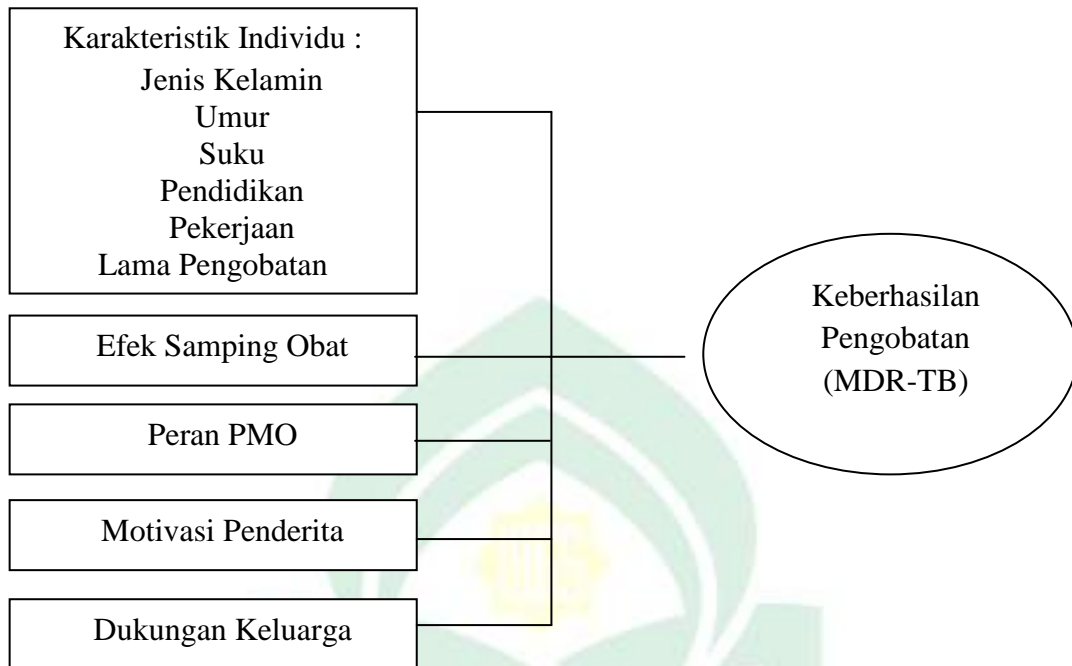 Karakteristik Individu :
Jenis Kelamin
Umur
Suku
Pendidikan
Pekerjaan
Lama Pengobatan
Efek Samping Obat
Peran PMO
Motivasi Penderita
Dukungan Keluarga
Keberhasilan
Pengobatan
(MDR-TB)